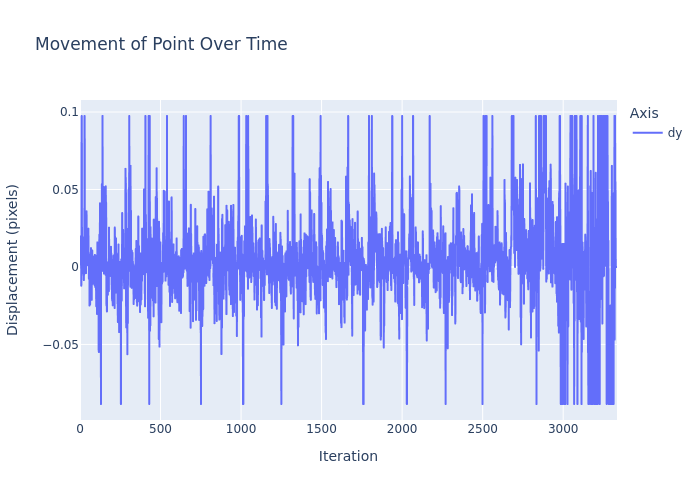 Movement of Point Over Time
Axis
dy
Displacement (pixels)
0.1
0.05
0
−0.05
0
500
1000
1500
2000
2500
3000
Iteration